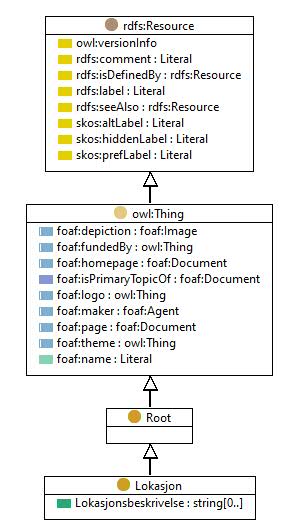 rdfs:Resource
owl:versionInfo
rdfs:comment : Literal
rdfs:isDefinedBy : rdfs:Resource
rdfs:label : Literal
rdfs:seeAlso : rdfs:Resource
skos:altLabel : Literal
skos:hiddenLabel : Literal
skos:prefLabel : Literal
owl:Thing
foaf:depiction : foaf:Image
foaf:fundedBy : owl:Thing
foaf:homepage : foaf:Document
foaf:isPrimaryTopicOf : foaf:Document
foaf:logo : owl:Thing
foaf:maker : foaf:Agent
foaf:page : foaf:Document
foaf:theme : owl:Thing
foaf:name : Literal
Root
Lokasjon
Lokasjonsbeskrivelse : string[0..]